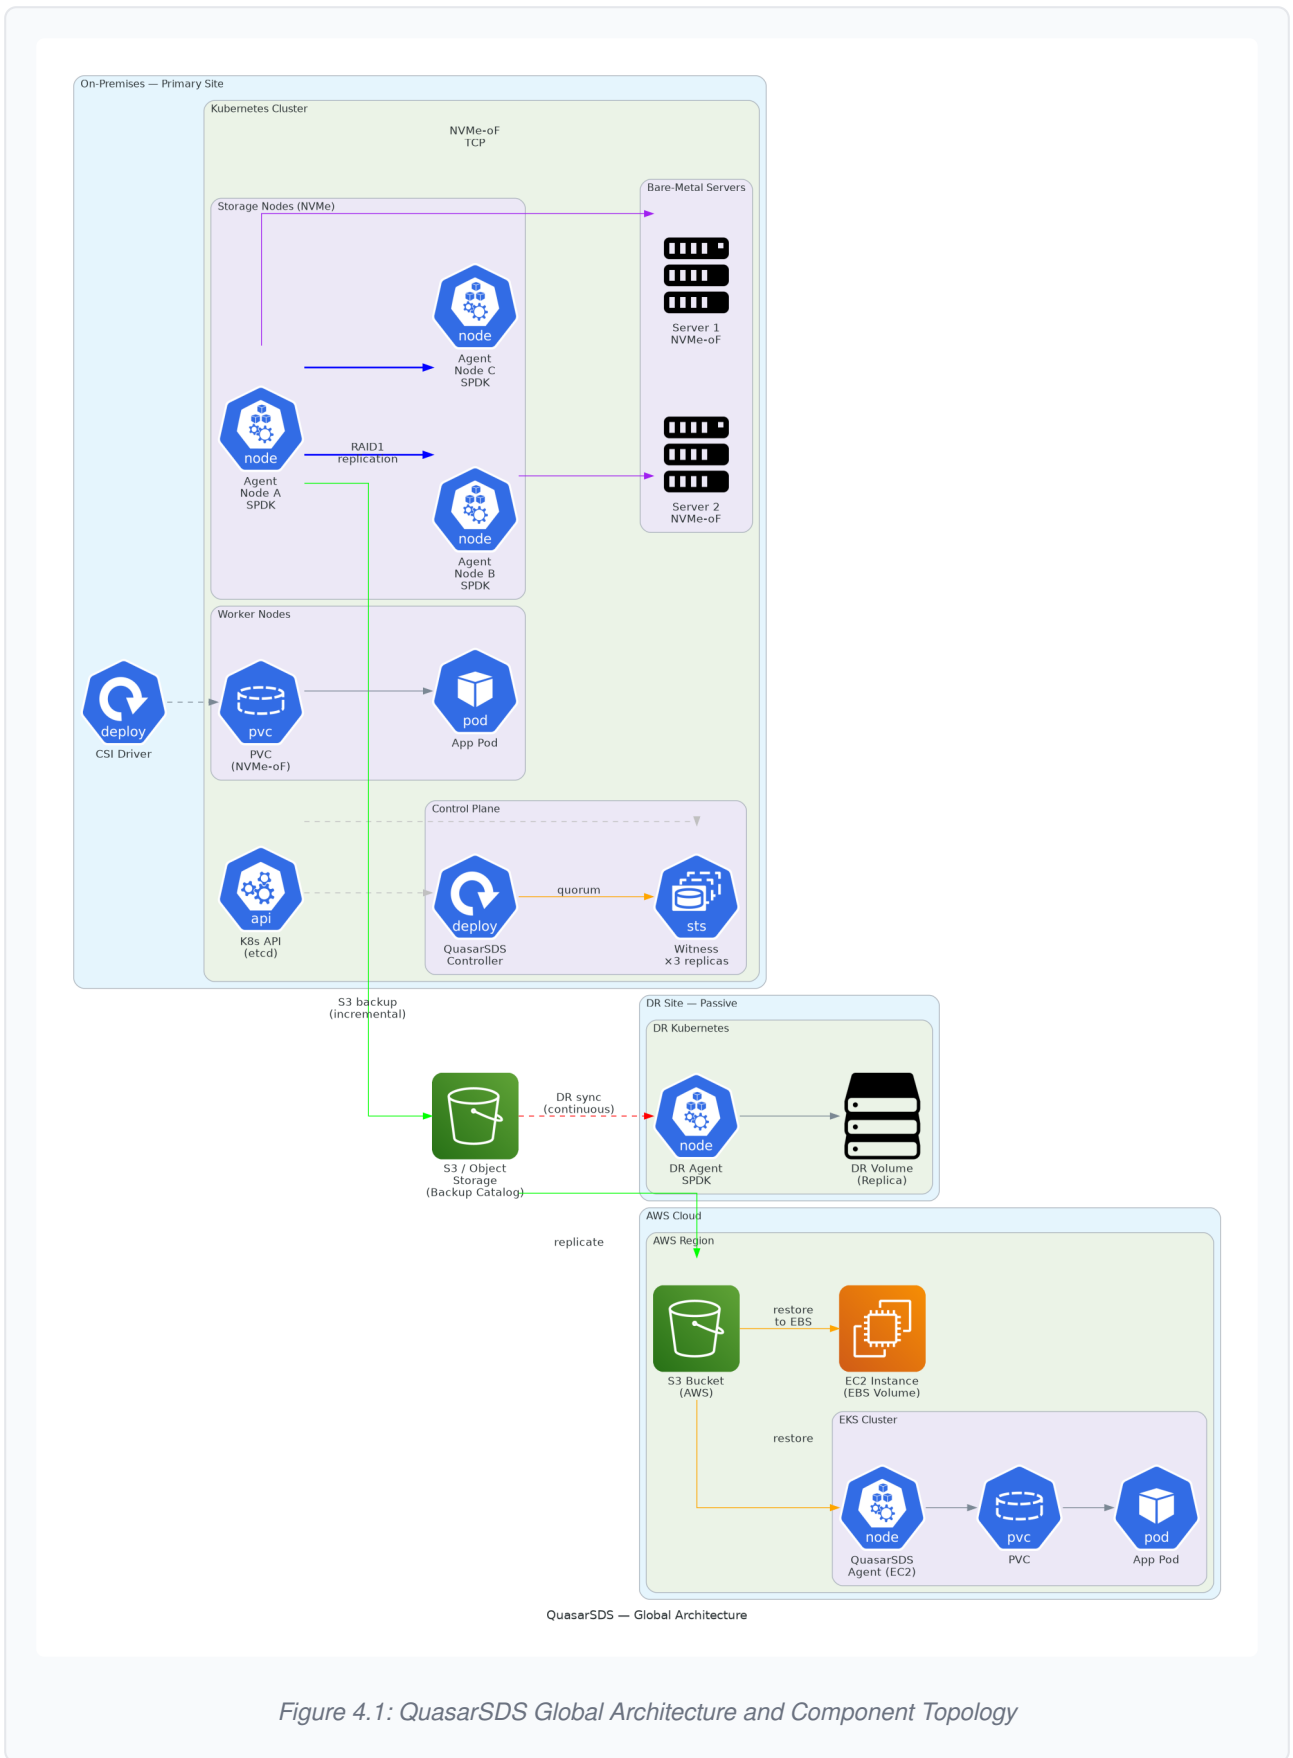 On-Premises — Primary Site
Kubernetes Cluster
NVMe-oF
TCP
Bare-Metal Servers
Storage Nodes (NVMe)
node
Agent
Node C
SPDK
Server 1
NVMe-oF
node
Agent
Node A
SPDK
RAID1
replication
node
Agent
Node B
SPDK
Server 2
NVMe-oF
Worker Nodes
deploy
CSI Driver
pvc
PVC
(NVMe-oF)
pod
App Pod
Control Plane
api
K8s API
(etcd)
deploy
QuasarSDS
Controller
quorum
sts
Witness
×3 replicas
S3 backup
(incremental)
DR Site — Passive
DR Kubernetes
S3 / Object
Storage
(Backup Catalog)
DR sync
(continuous)
node
DR Agent
SPDK
DR Volume
(Replica)
replicate
AWS Cloud
AWS Region
S3 Bucket
(AWS)
restore
to EBS
EC2 Instance
(EBS Volume)
restore
EKS Cluster
node
QuasarSDS
Agent (EC2)
pvc
PVC
pod
App Pod
QuasarSDS — Global Architecture
Figure 4.1: QuasarSDS Global Architecture and Component Topology